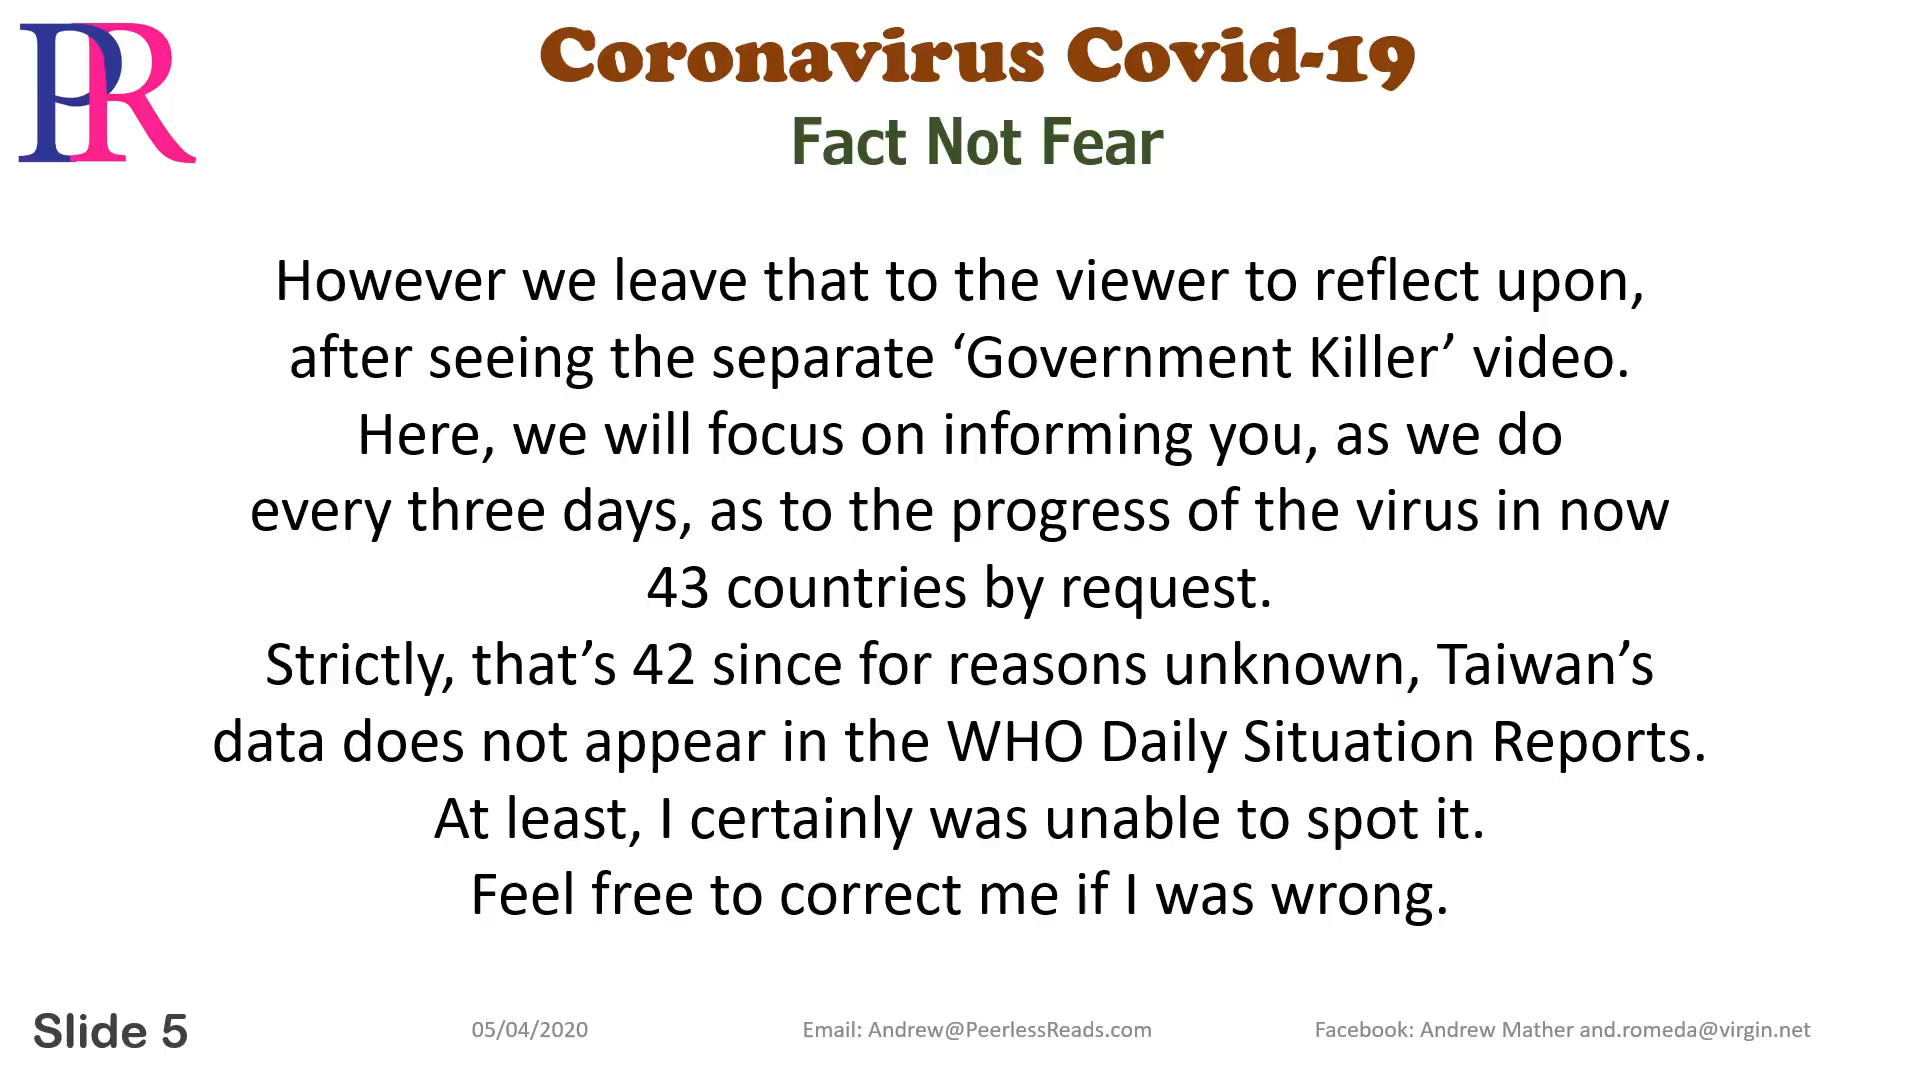 PR
Coronavirus Covid-19
Fact Not Fear
However we leave that to the viewer to reflect upon,
after seeing the separate ‘Government Killer’ video.
Here, we will focus on informing you, as we do
every three days, as to the progress of the virus in now
43 countries by request.
Strictly, that’s 42 since for reasons unknown, Taiwan’s
data does not appear in the WHO Daily Situation Reports.
At least, I certainly was unable to spot it.
Feel free to correct me if I was wrong.
Slide 5
05/04/2020
Email: Andrew@PeerlessReads.com
Facebook: Andrew Mather and.romeda@virgin.net